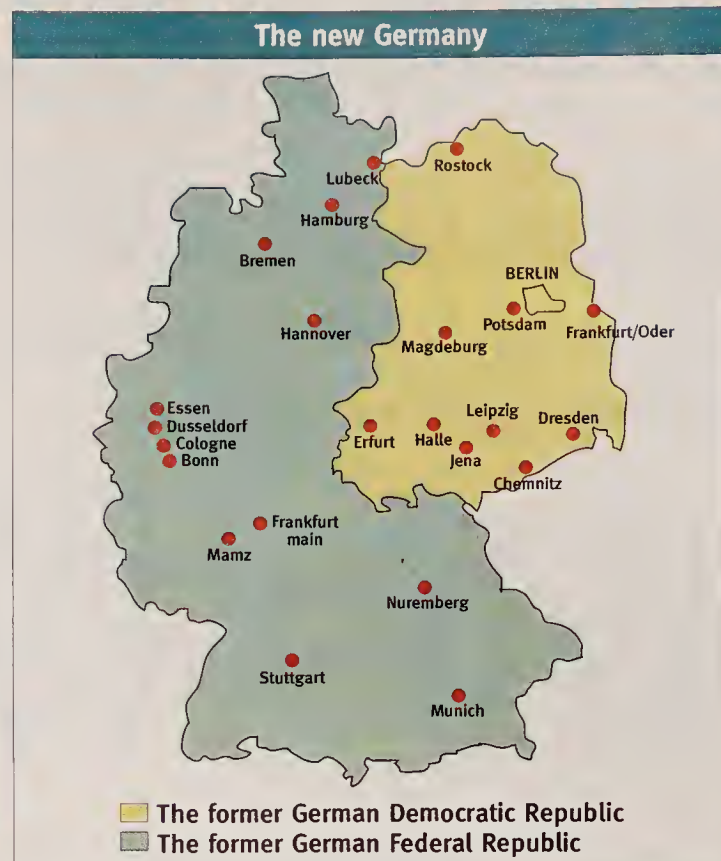 The new Germany
Lubeck
Rostock
Hamburg
Bremen
BERLIN
Hannover
Potsdam
Frankfurt/Oder
Magdeburg
Essen
Dusseldorf
Cologne
Bonn
Erfurt
Halle
Leipzig
Dresden
Jena
Chemnitz
Frankfurt
main
Mamz
Nuremberg
Stuttgart
Munich
The former German Democratic Republic
The former German Federal Republic